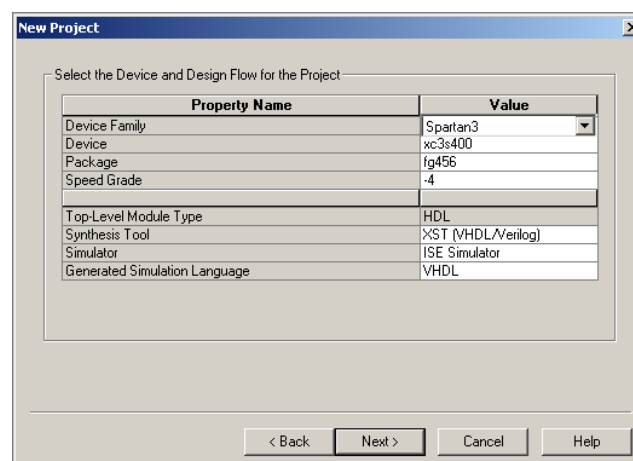 New Project
Select the Device and Design Flow for the Project
Property Name Value
Device Family Spartan3
Device xc3s400
Package fg456
Speed Grade -4
Top-Level Module Type HDL
Synthesis Tool XST (VHDL/Verilog)
Simulator ISE Simulator
Generated Simulation Language VHDL
< Back Next > Cancel Help